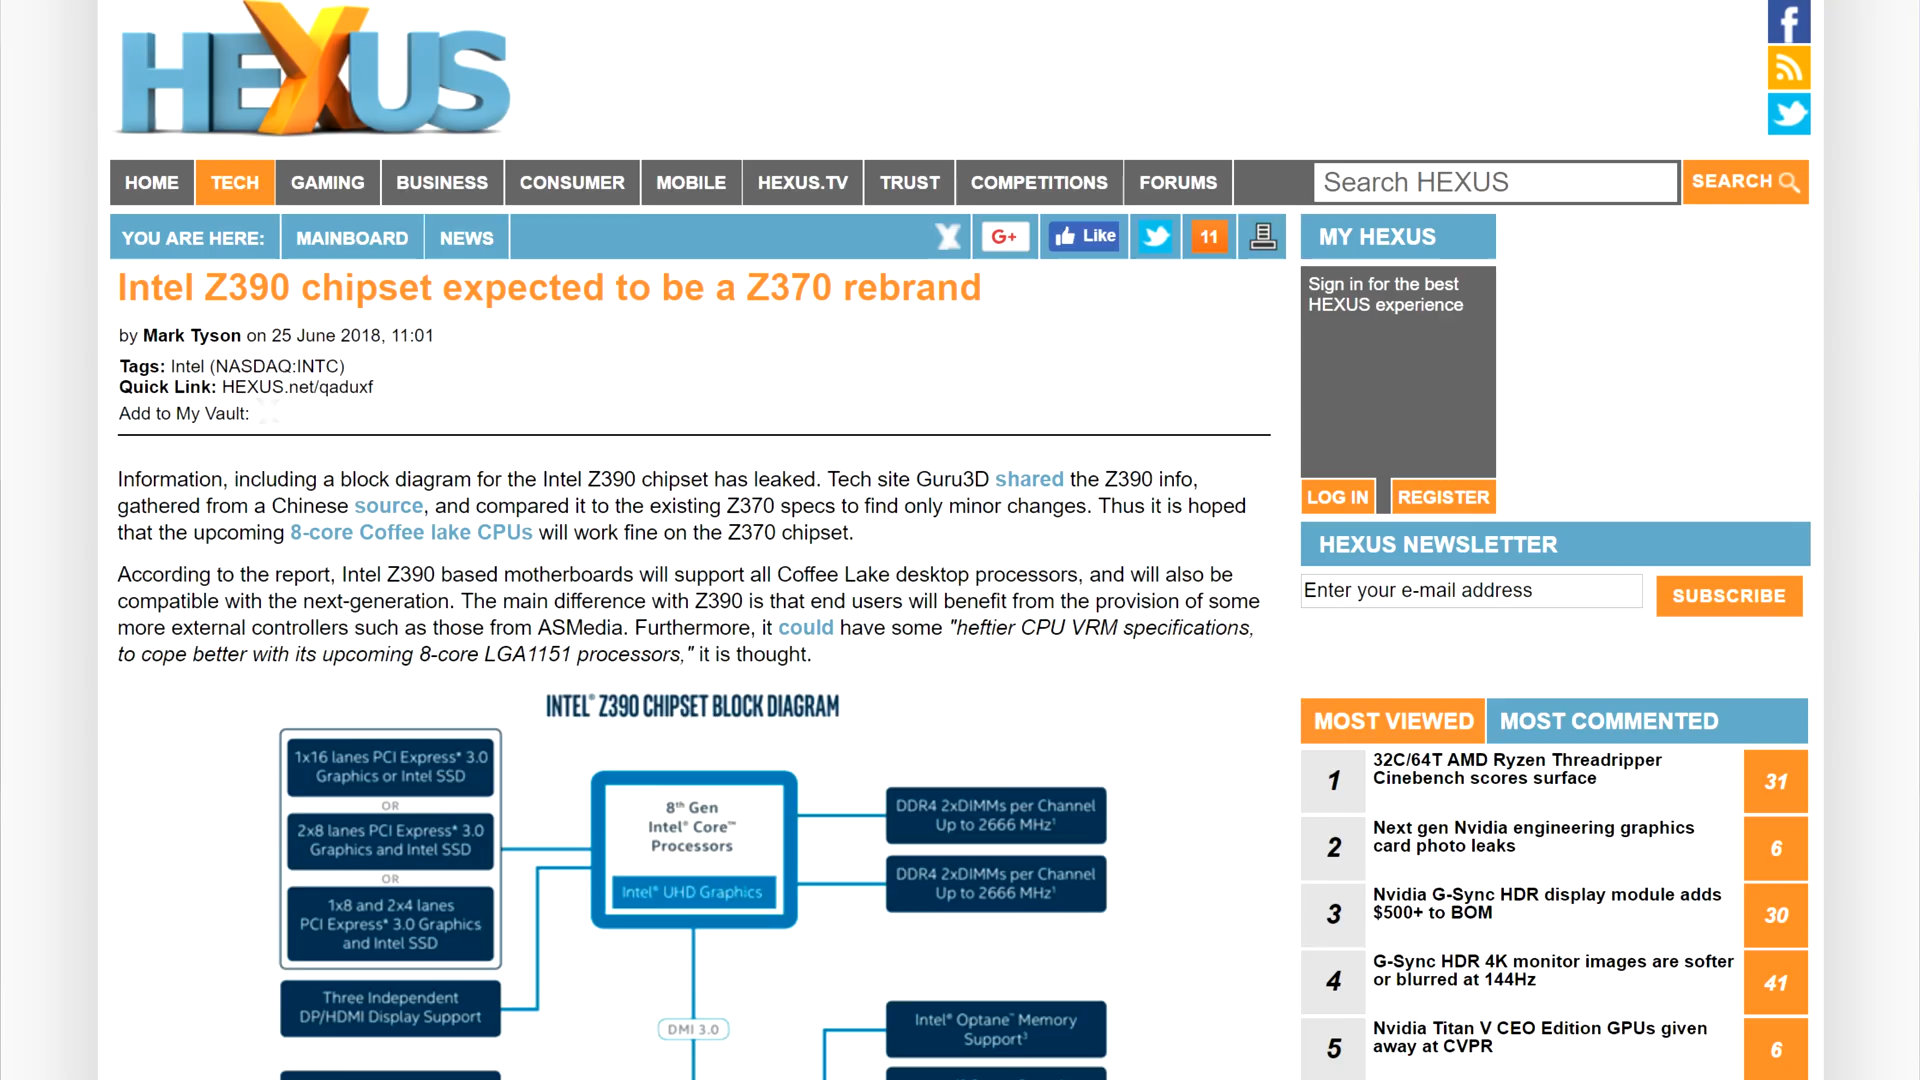 HEXUS
f
HOME TECH GAMING BUSINESS CONSUMER MOBILE HEXUS.TV TRUST COMPETITIONS FORUMS Search HEXUS SEARCH
YOU ARE HERE: MAINBOARD NEWS G+ Like 11
Intel Z390 chipset expected to be a Z370 rebrand
by Mark Tyson on 25 June 2018, 11:01
Tags: Intel (NASDAQ:INTC)
Quick Link: HEXUS.net/qaduxf
Add to My Vault:
Information, including a block diagram for the Intel Z390 chipset has leaked. Tech site Guru3D shared the Z390 info,
gathered from a Chinese source, and compared it to the existing Z370 specs to find only minor changes. Thus it is hoped
that the upcoming 8-core Coffee lake CPUs will work fine on the Z370 chipset.
According to the report, Intel Z390 based motherboards will support all Coffee Lake desktop processors, and will also be
compatible with the next-generation. The main difference with Z390 is that end users will benefit from the provision of some
more external controllers such as those from ASMedia. Furthermore, it could have some "heftier CPU VRM specifications,
to cope better with its upcoming 8-core LGA1151 processors," it is thought.
INTEL® Z390 CHIPSET BLOCK DIAGRAM
1x16 lanes PCI Express* 3.0
Graphics or Intel SSD
OR
2x8 lanes PCI Express* 3.0
Graphics and Intel SSD
OR
1x8 and 2x4 lanes
PCI Express* 3.0 Graphics
and Intel SSD
Three Independent
DP/HDMI Display Support
8th Gen
Intel® Core™
Processors
Intel® UHD Graphics
DMI 3.0
DDR4 2xDIMMs per Channel
Up to 2666 MHz¹
DDR4 2xDIMMs per Channel
Up to 2666 MHz¹
Intel® Optane™ Memory
Support³
MY HEXUS
Sign in for the best
HEXUS experience
LOG IN REGISTER
HEXUS NEWSLETTER
Enter your e-mail address SUBSCRIBE
MOST VIEWED MOST COMMENTED
1 32C/64T AMD Ryzen Threadripper
Cinebench scores surface 31
2 Next gen Nvidia engineering graphics
card photo leaks 6
3 Nvidia G-Sync HDR display module adds
$500+ to BOM 30
4 G-Sync HDR 4K monitor images are softer
or blurred at 144Hz 41
5 Nvidia Titan V CEO Edition GPUs given
away at CVPR 6